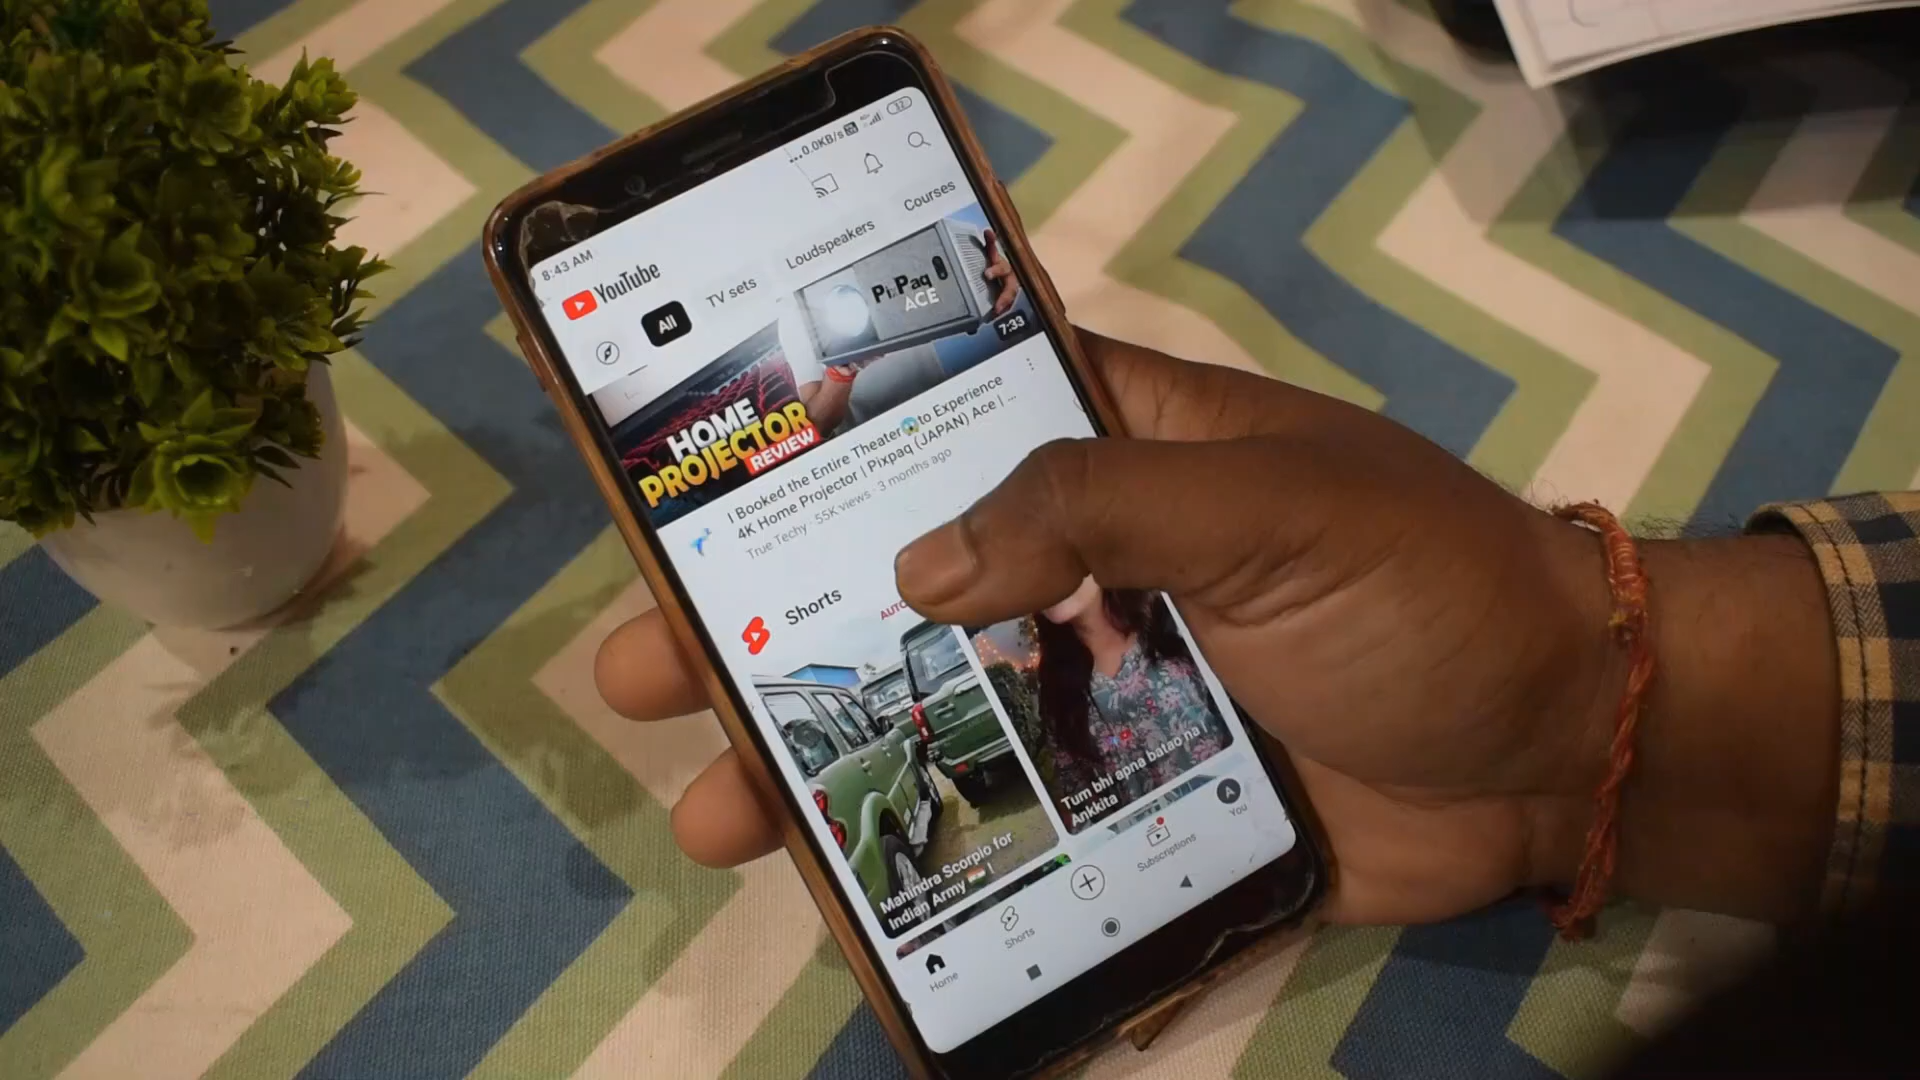 8:43 AM
...0.0KB/s
32
YouTube
All
TV sets
Loudspeakers
Courses
ACE
7:33
HOME
PROJECTOR
REVIEW
I Booked the Entire Theater😱to Experience
4K Home Projector | Pixpaq (JAPAN) Ace | ...
True Techy · 55K views · 3 months ago
Shorts
AUTO
Mahindra Scorpio for
Indian Army 🇮🇳 !
Tum bhi apna batao na !
Ankkita
Home
Shorts
Subscriptions
A
You